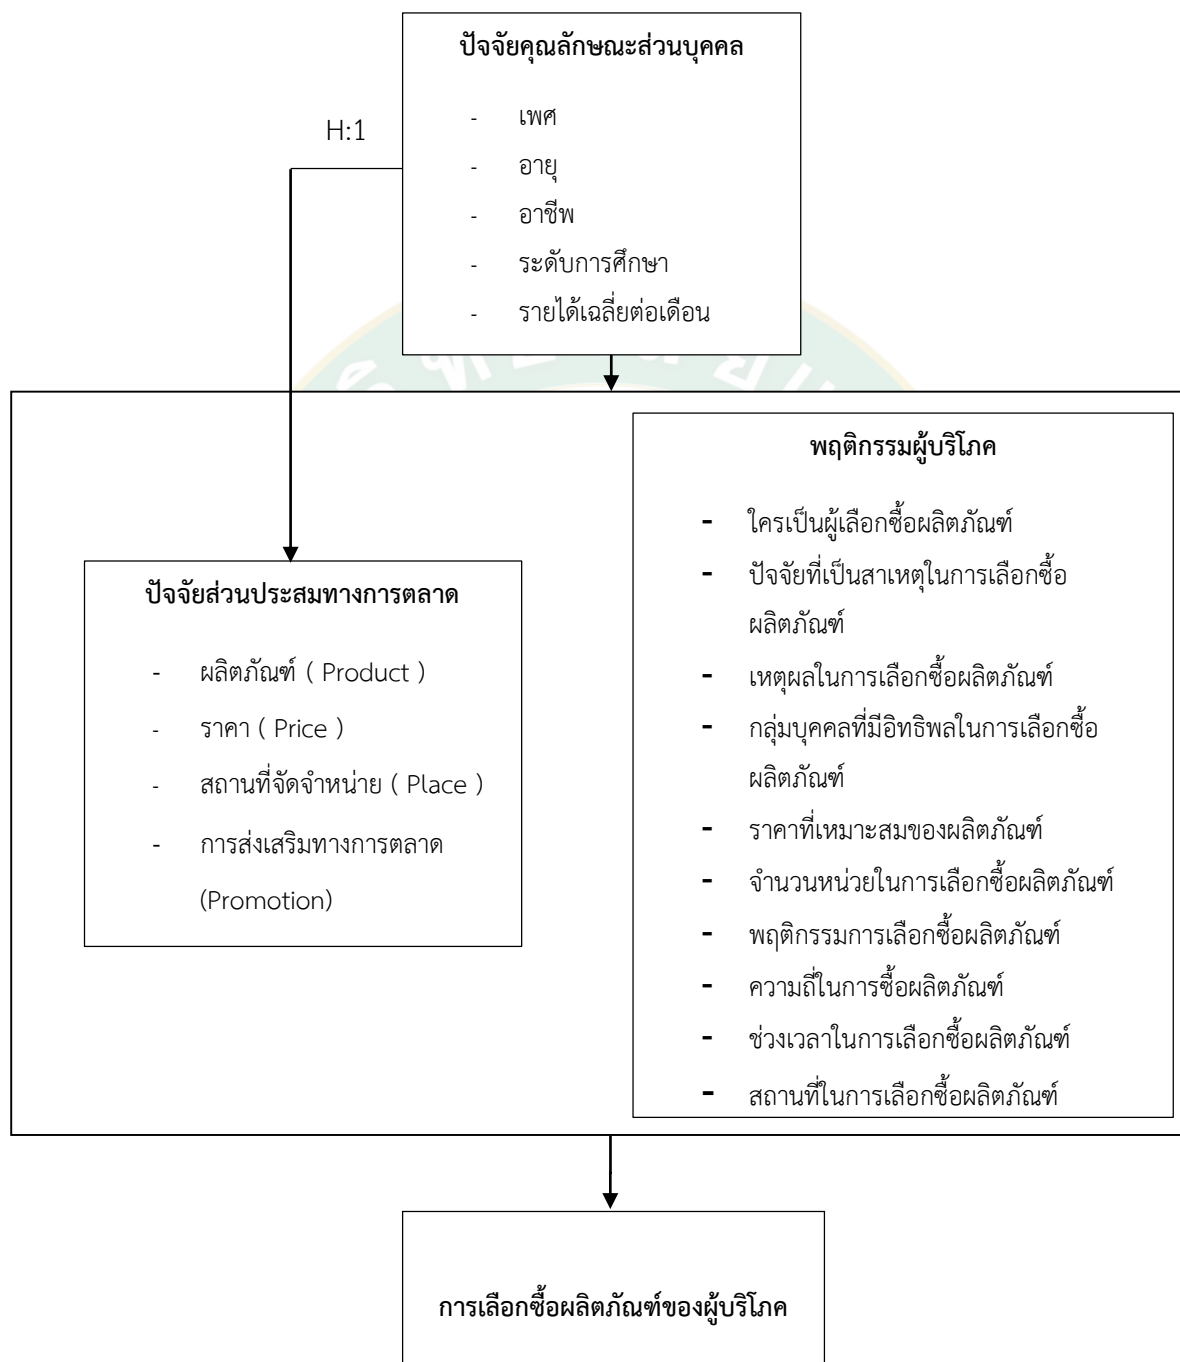 ปัจจัยคุณลักษณะส่วนบุคคล
- เพศ
- อายุ
- อาชีพ
- ระดับการศึกษา
- รายได้เฉลี่ยต่อเดือน
H:1
ปัจจัยส่วนประสมทางการตลาด
- ผลิตภัณฑ์ ( Product )
- ราคา ( Price )
- สถานที่จัดจำหน่าย ( Place )
- การส่งเสริมทางการตลาด
(Promotion)
พฤติกรรมผู้บริโภค
- ใครเป็นผู้เลือกซื้อผลิตภัณฑ์
- ปัจจัยที่เป็นสาเหตุในการเลือกซื้อ
ผลิตภัณฑ์
- เหตุผลในการเลือกซื้อผลิตภัณฑ์
- กลุ่มบุคคลที่มีอิทธิพลในการเลือกซื้อ
ผลิตภัณฑ์
- ราคาที่เหมาะสมของผลิตภัณฑ์
- จำนวนหน่วยในการเลือกซื้อผลิตภัณฑ์
- พฤติกรรมการเลือกซื้อผลิตภัณฑ์
- ความถี่ในการซื้อผลิตภัณฑ์
- ช่วงเวลาในการเลือกซื้อผลิตภัณฑ์
- สถานที่ในการเลือกซื้อผลิตภัณฑ์
การเลือกซื้อผลิตภัณฑ์ของผู้บริโภค